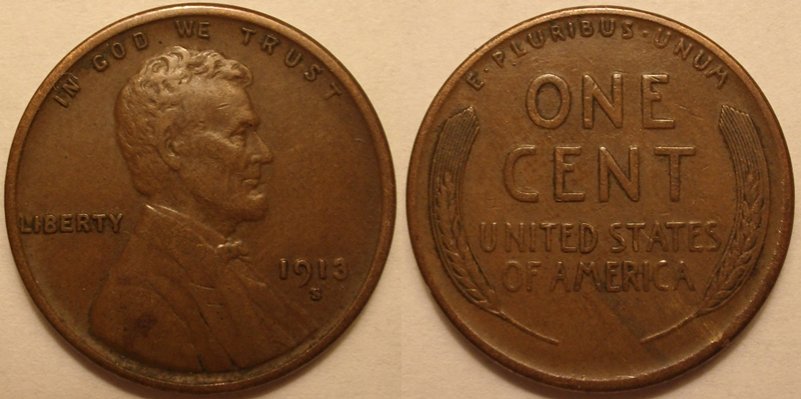 IN GOD WE TRUST
LIBERTY
1913
S
E · PLURIBUS · UNUM
ONE
CENT
UNITED STATES
OF AMERICA